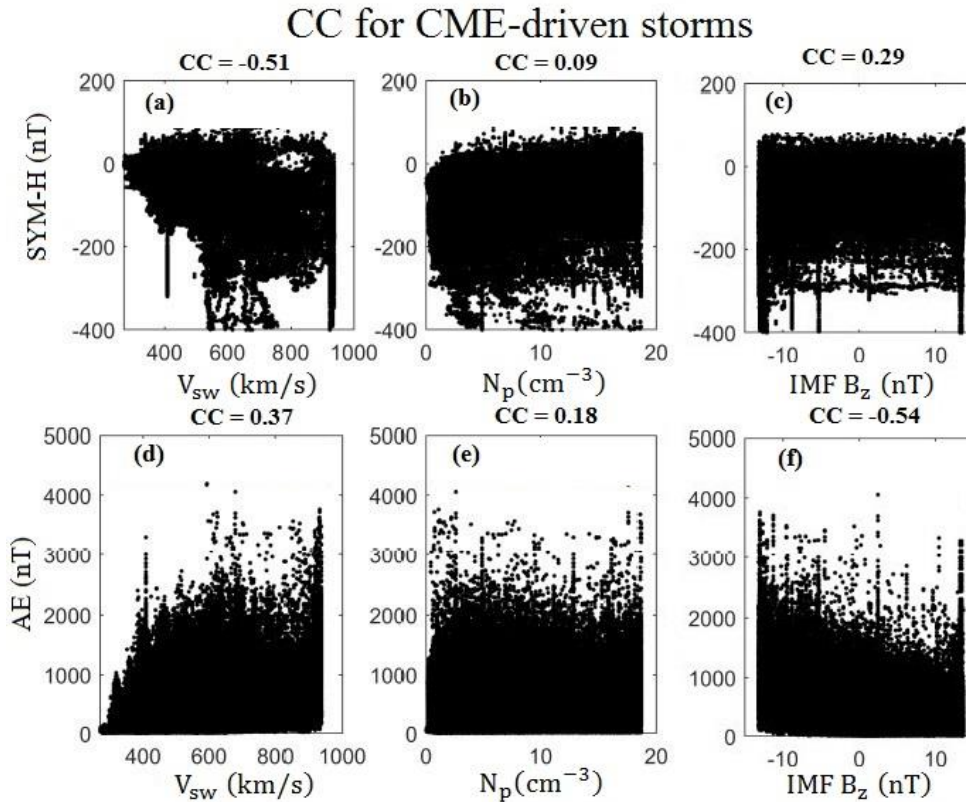 CC for CME-driven storms
CC = -0.51
CC = 0.09
CC = 0.29
(a)
(b)
(c)
SYM-H (nT)
200
0
-200
-400
200
0
-200
-400
200
0
-200
-400
400 600 800 1000
0 10 20
-10 0 10
V_sw (km/s)
N_p(cm⁻³)
IMF B_z (nT)
CC = 0.37
CC = 0.18
CC = -0.54
(d)
(e)
(f)
AE (nT)
5000
4000
3000
2000
1000
0
5000
4000
3000
2000
1000
0
5000
4000
3000
2000
1000
0
400 600 800 1000
0 10 20
-10 0 10
V_sw (km/s)
N_p(cm⁻³)
IMF B_z (nT)